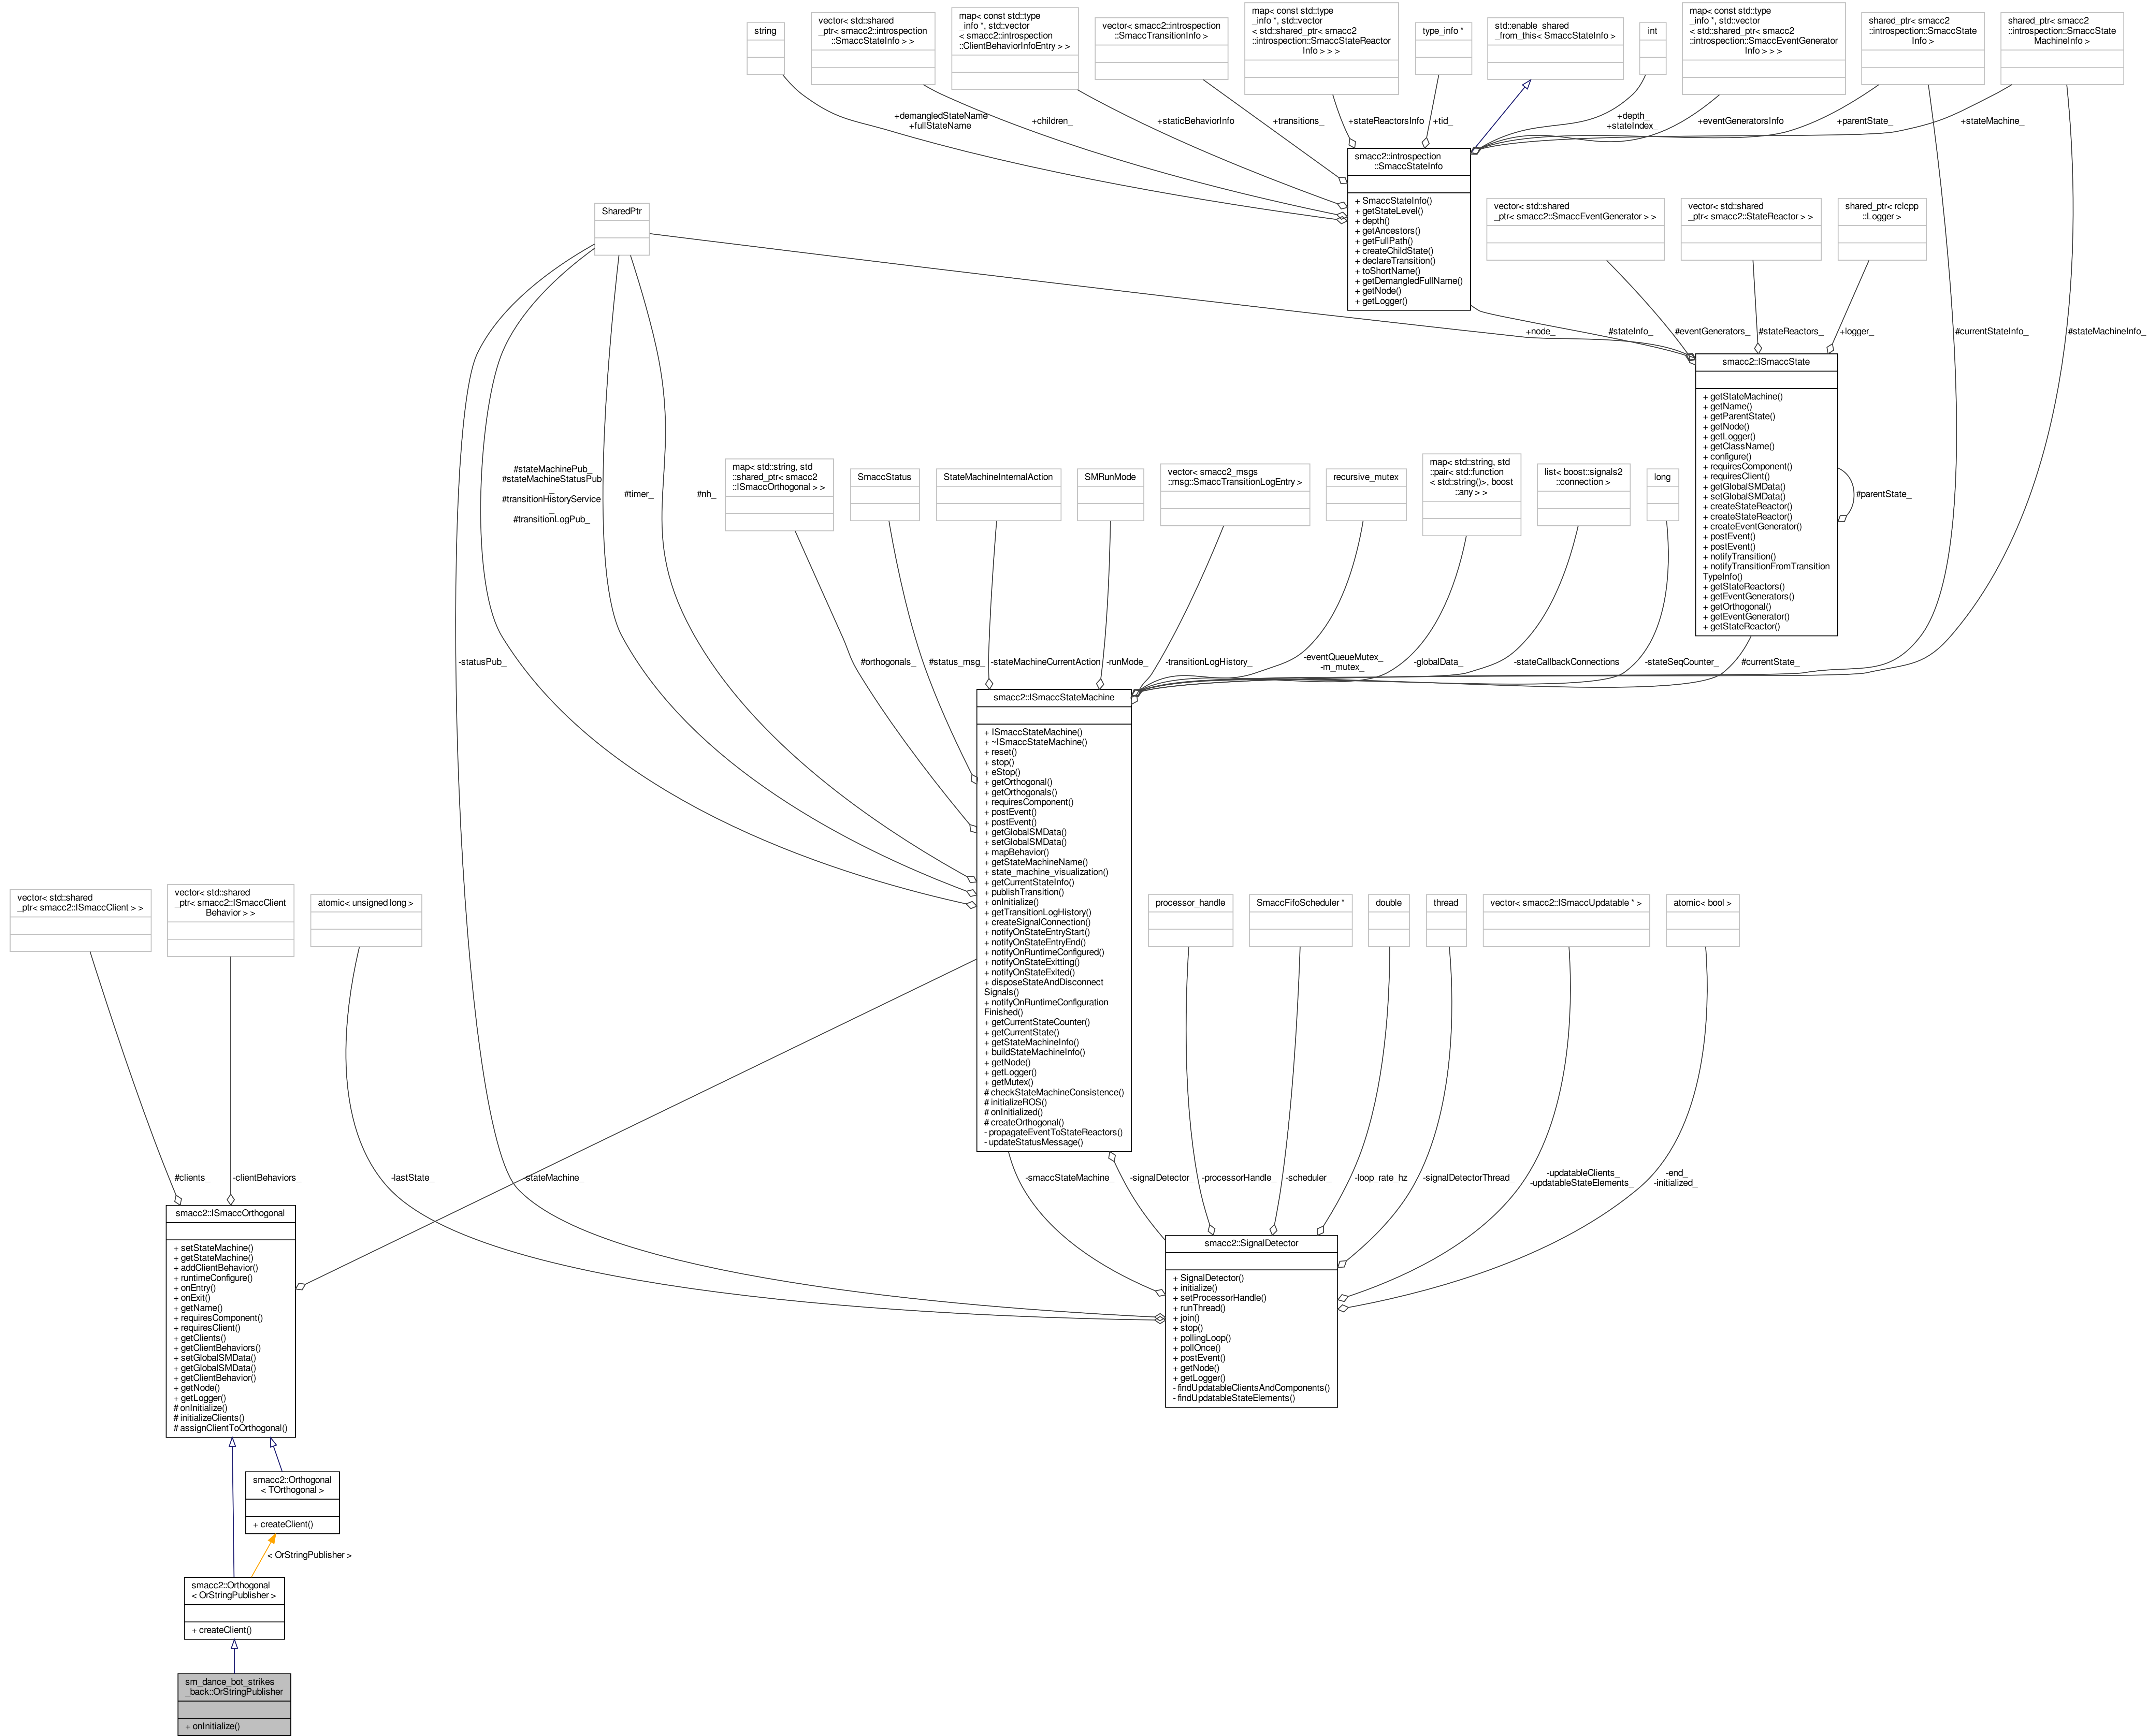 string
vector< std::shared
_ptr< smacc2::introspection
::SmaccStateInfo > >
map< const std::type
_info *, std::vector
< smacc2::introspection
::ClientBehaviorInfoEntry > >
vector< smacc2::introspection
::SmaccTransitionInfo >
map< const std::type
_info *, std::vector
< std::shared_ptr< smacc2
::introspection::SmaccStateReactor
Info > > >
type_info *
std::enable_shared
_from_this< SmaccStateInfo >
int
map< const std::type
_info *, std::vector
< std::shared_ptr< smacc2
::introspection::SmaccEventGenerator
Info > > >
shared_ptr< smacc2
::introspection::SmaccState
Info >
shared_ptr< smacc2
::introspection::SmaccState
MachineInfo >
+demangledStateName
+fullStateName
+children_
+staticBehaviorInfo
+transitions_
+stateReactorsInfo
+tid_
+depth_
+stateIndex_
+eventGeneratorsInfo
+parentState_
+stateMachine_
smacc2::introspection
::SmaccStateInfo
+ SmaccStateInfo()
+ getStateLevel()
+ depth()
+ getAncestors()
+ getFullPath()
+ createChildState()
+ declareTransition()
+ toShortName()
+ getDemangledFullName()
+ getNode()
+ getLogger()
SharedPtr
vector< std::shared
_ptr< smacc2::SmaccEventGenerator > >
vector< std::shared
_ptr< smacc2::StateReactor > >
shared_ptr< rclcpp
::Logger >
+node_
#stateInfo_
#eventGenerators_
#stateReactors_
+logger_
#currentStateInfo_
#stateMachineInfo_
smacc2::ISmaccState
+ getStateMachine()
+ getName()
+ getParentState()
+ getNode()
+ getLogger()
+ getClassName()
+ configure()
+ requiresComponent()
+ requiresClient()
+ getGlobalSMData()
+ setGlobalSMData()
+ createStateReactor()
+ createStateReactor()
+ createEventGenerator()
+ postEvent()
+ postEvent()
+ notifyTransition()
+ notifyTransitionFromTransition
TypeInfo()
+ getStateReactors()
+ getEventGenerators()
+ getOrthogonal()
+ getEventGenerator()
+ getStateReactor()
#parentState_
#stateMachinePub_
#stateMachineStatusPub
_
#transitionHistoryService
_
#transitionLogPub_
#timer_
#nh_
map< std::string, std
::shared_ptr< smacc2
::ISmaccOrthogonal > >
SmaccStatus
StateMachineInternalAction
SMRunMode
vector< smacc2_msgs
::msg::SmaccTransitionLogEntry >
recursive_mutex
map< std::string, std
::pair< std::function
< std::string()>, boost
::any > >
list< boost::signals2
::connection >
long
-statusPub_
#orthogonals_
#status_msg_
-stateMachineCurrentAction
-runMode_
-transitionLogHistory_
-eventQueueMutex_
-m_mutex_
-globalData_
-stateCallbackConnections
-stateSeqCounter_
#currentState_
smacc2::ISmaccStateMachine
+ ISmaccStateMachine()
+ ~ISmaccStateMachine()
+ reset()
+ stop()
+ eStop()
+ getOrthogonal()
+ getOrthogonals()
+ requiresComponent()
+ postEvent()
+ postEvent()
+ getGlobalSMData()
+ setGlobalSMData()
+ mapBehavior()
+ getStateMachineName()
+ state_machine_visualization()
+ getCurrentStateInfo()
+ publishTransition()
+ onInitialize()
+ getTransitionLogHistory()
+ createSignalConnection()
+ notifyOnStateEntryStart()
+ notifyOnStateEntryEnd()
+ notifyOnRuntimeConfigured()
+ notifyOnStateExitting()
+ notifyOnStateExited()
+ disposeStateAndDisconnect
Signals()
+ notifyOnRuntimeConfiguration
Finished()
+ getCurrentStateCounter()
+ getCurrentState()
+ getStateMachineInfo()
+ buildStateMachineInfo()
+ getNode()
+ getLogger()
+ getMutex()
# checkStateMachineConsistence()
# initializeROS()
# onInitialized()
# createOrthogonal()
- propagateEventToStateReactors()
- updateStatusMessage()
vector< std::shared
_ptr< smacc2::ISmaccClient > >
vector< std::shared
_ptr< smacc2::ISmaccClient
Behavior > >
atomic< unsigned long >
processor_handle
SmaccFifoScheduler *
double
thread
vector< smacc2::ISmaccUpdatable * >
atomic< bool >
#clients_
-clientBehaviors_
-lastState_
-stateMachine_
-smaccStateMachine_
-signalDetector_
-processorHandle_
-scheduler_
-loop_rate_hz
-signalDetectorThread_
-updatableClients_
-updatableStateElements_
-end_
-initialized_
smacc2::ISmaccOrthogonal
+ setStateMachine()
+ getStateMachine()
+ addClientBehavior()
+ runtimeConfigure()
+ onEntry()
+ onExit()
+ getName()
+ requiresComponent()
+ requiresClient()
+ getClients()
+ getClientBehaviors()
+ setGlobalSMData()
+ getGlobalSMData()
+ getClientBehavior()
+ getNode()
+ getLogger()
# onInitialize()
# initializeClients()
# assignClientToOrthogonal()
smacc2::SignalDetector
+ SignalDetector()
+ initialize()
+ setProcessorHandle()
+ runThread()
+ join()
+ stop()
+ pollingLoop()
+ pollOnce()
+ postEvent()
+ getNode()
+ getLogger()
- findUpdatableClientsAndComponents()
- findUpdatableStateElements()
smacc2::Orthogonal
< TOrthogonal >
+ createClient()
< OrStringPublisher >
smacc2::Orthogonal
< OrStringPublisher >
+ createClient()
sm_dance_bot_strikes
_back::OrStringPublisher
+ onInitialize()